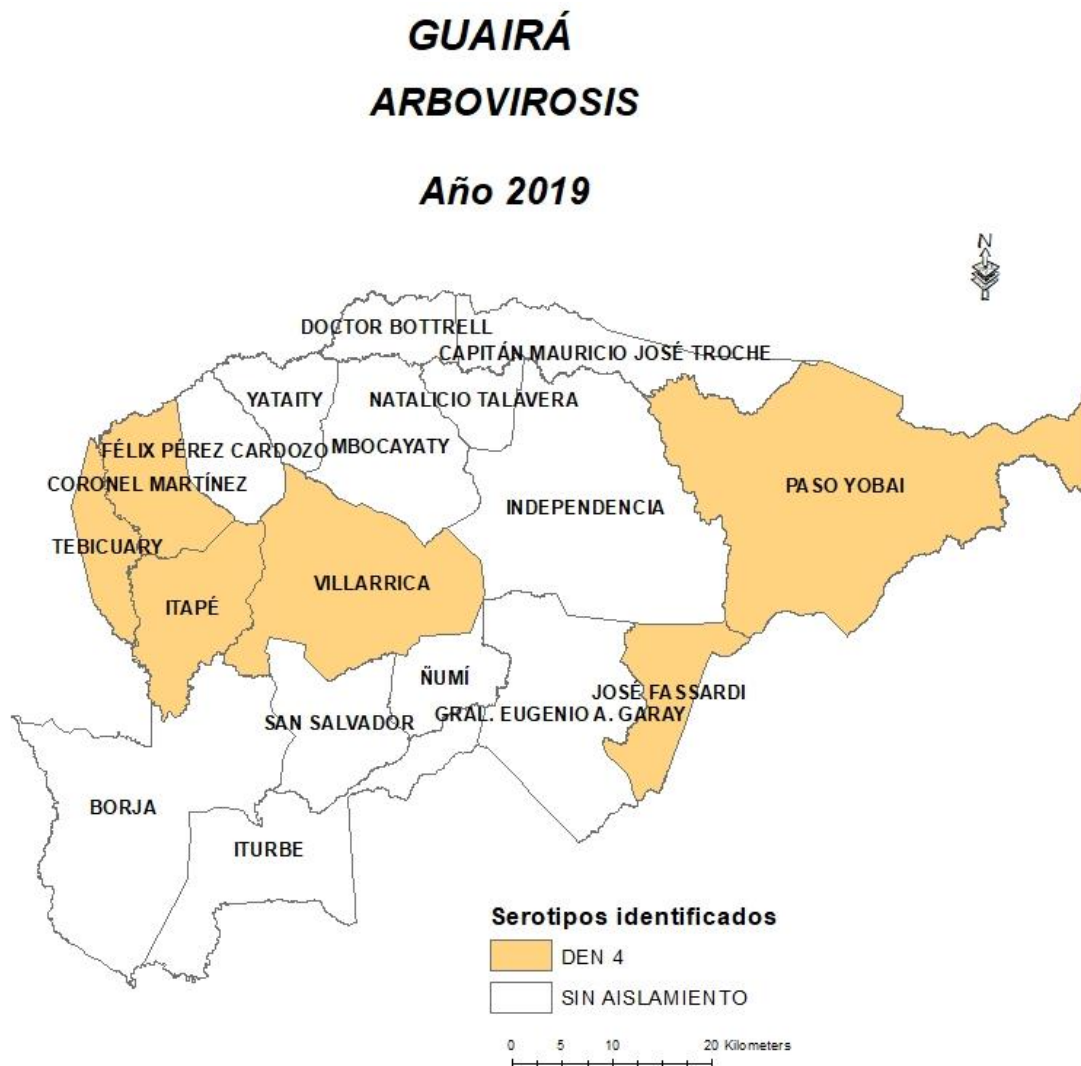 GUAIRÁ
ARBOVIROSIS
Año 2019
N
DOCTOR BOTTRELL
CAPITÁN MAURICIO JOSÉ TROCHE
YATAITY
NATALICIO TALAVERA
FÉLIX PÉREZ CARDOZO
MBOCAYATY
CORONEL MARTÍNEZ
PASO YOBAI
INDEPENDENCIA
TEBICUARY
VILLARRICA
ITAPÉ
ÑUMÍ
JOSÉ FASSARDI
GRAL. EUGENIO A. GARAY
SAN SALVADOR
BORJA
ITURBE
Serotipos identificados
DEN 4
SIN AISLAMIENTO
0 5 10 20 Kilometers